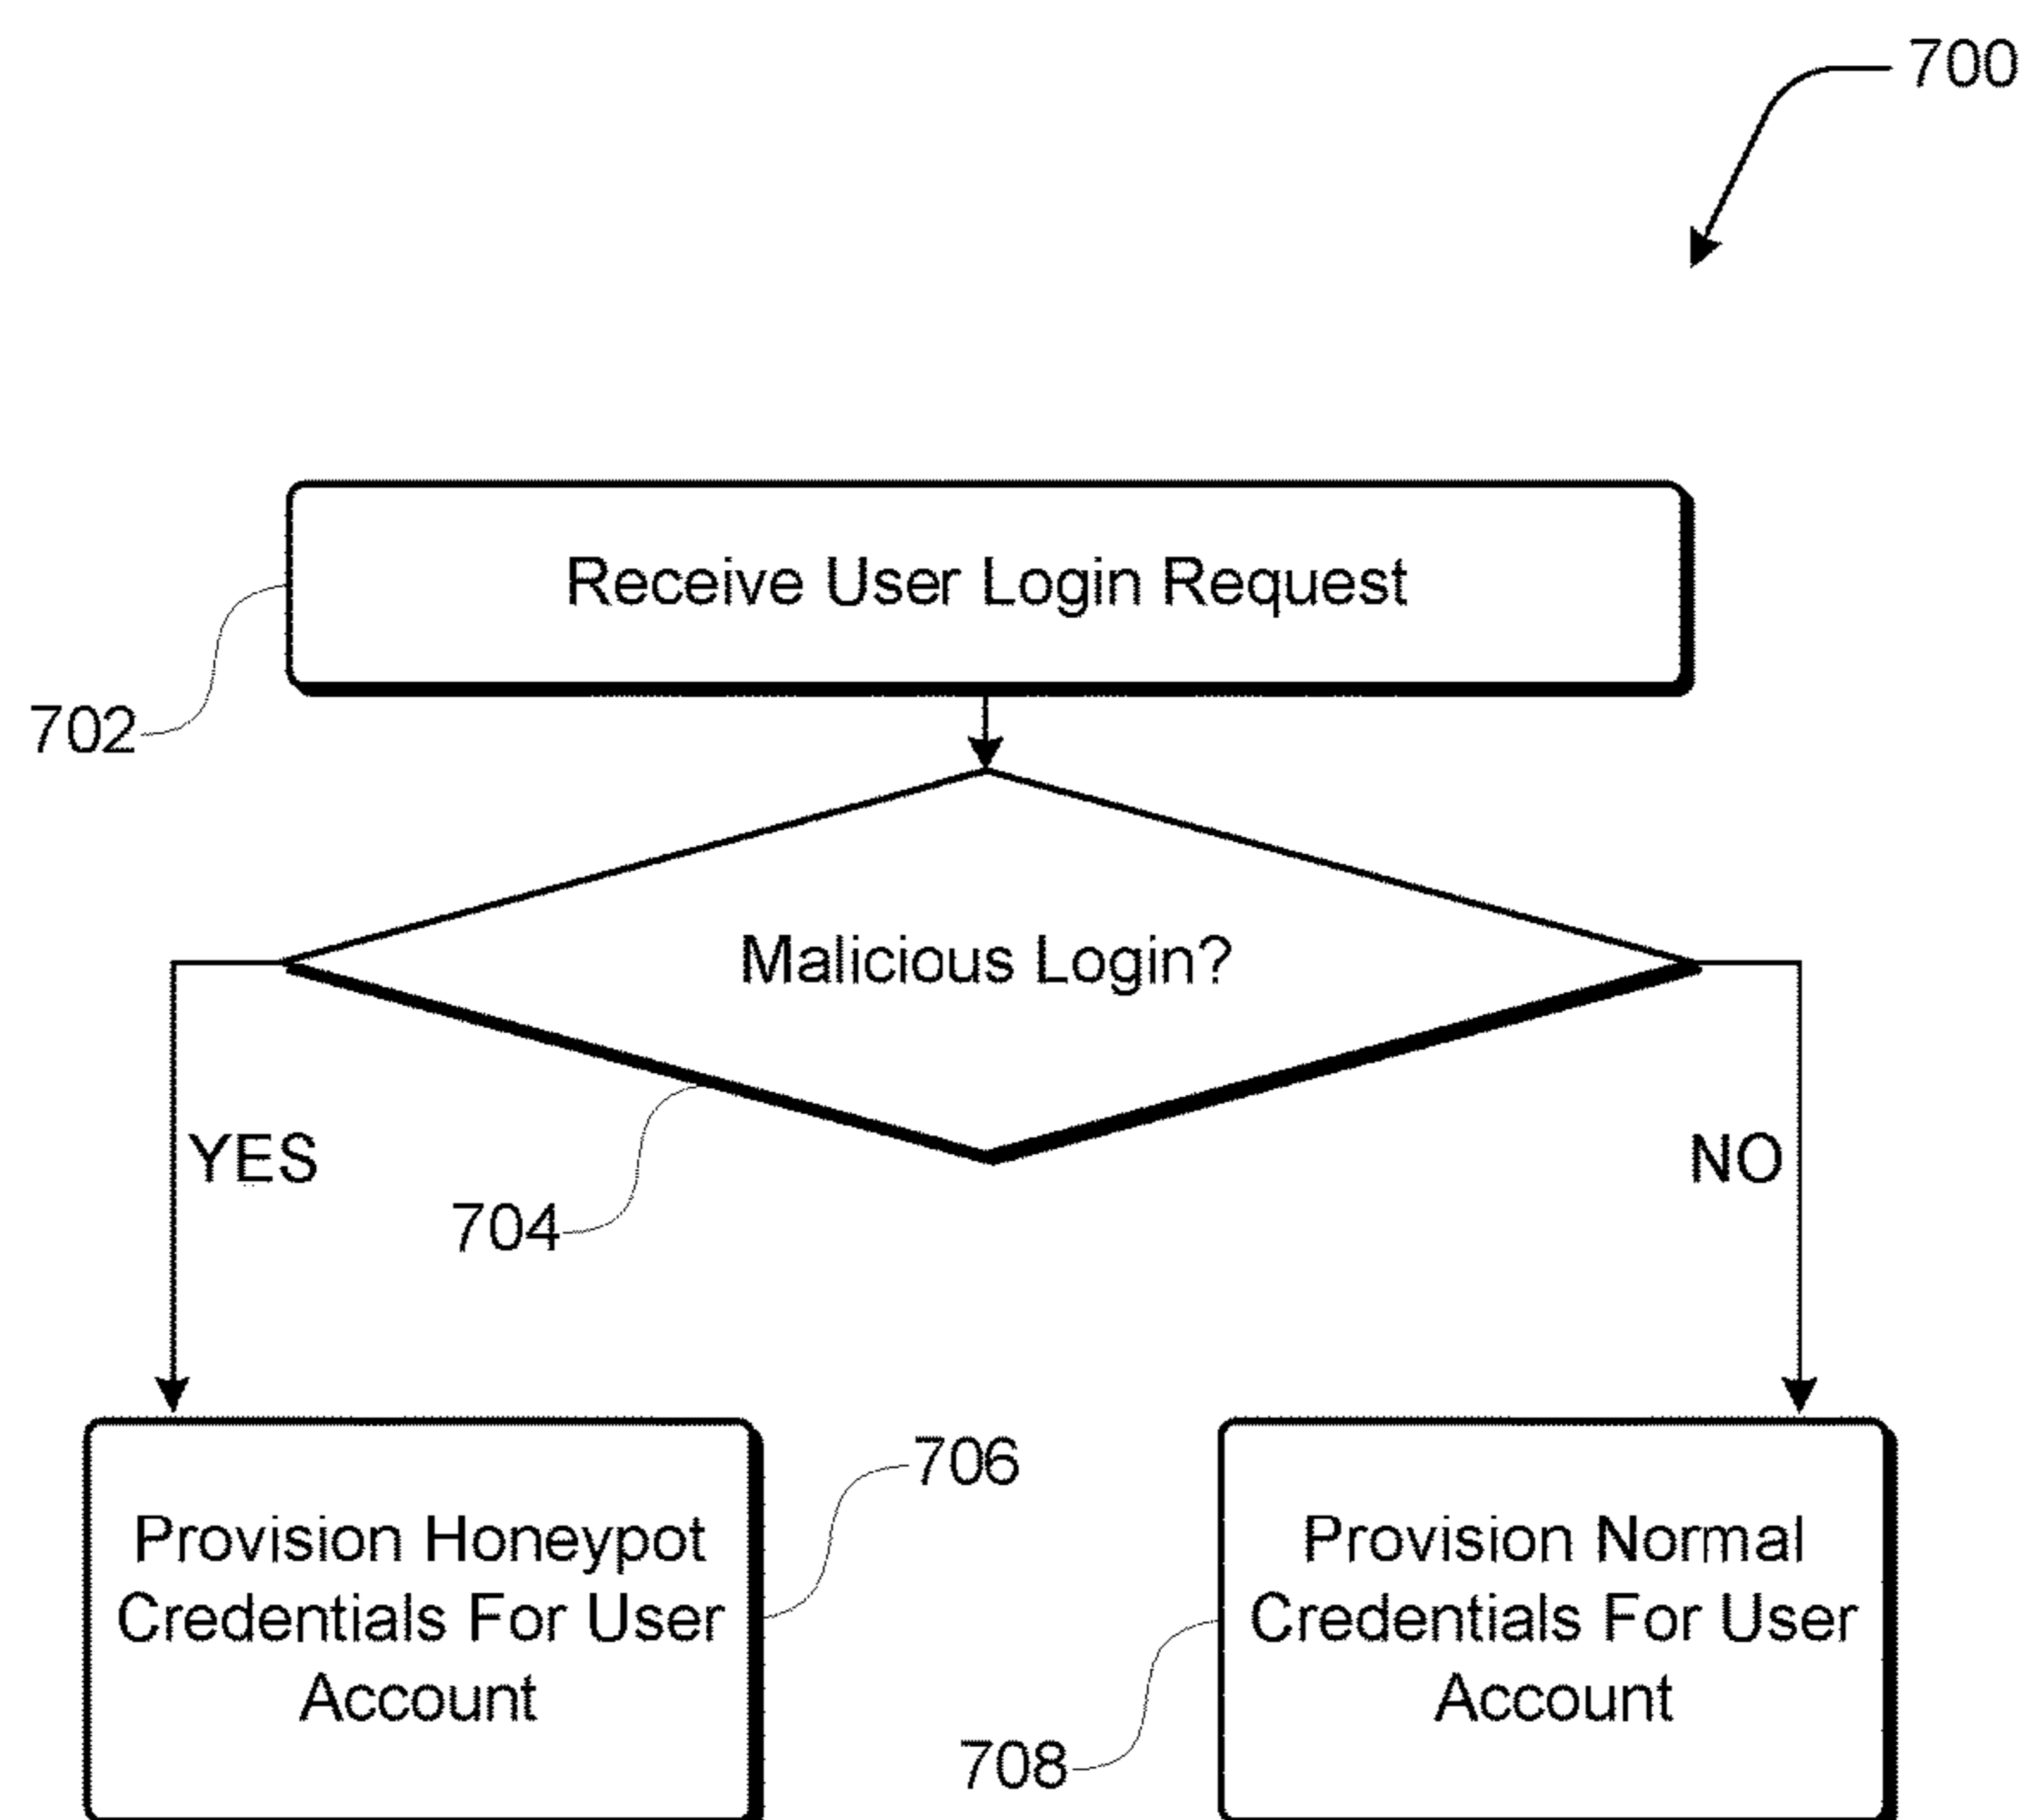 700
Receive User Login Request
702
Malicious Login?
YES
NO
704
706
Provision Honeypot
Credentials For User
Account
Provision Normal
Credentials For User
Account
708